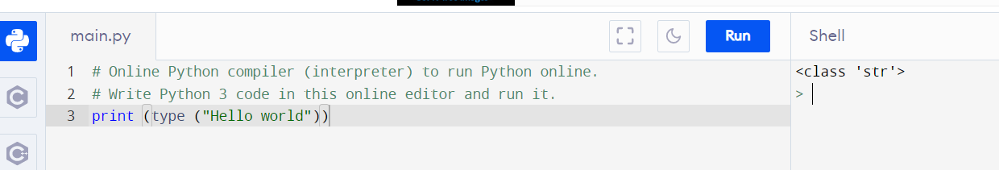 main.py
Run
Shell
1 # Online Python compiler (interpreter) to run Python online.
2 # Write Python 3 code in this online editor and run it.
3 print (type ("Hello world"))
<class 'str'>
>